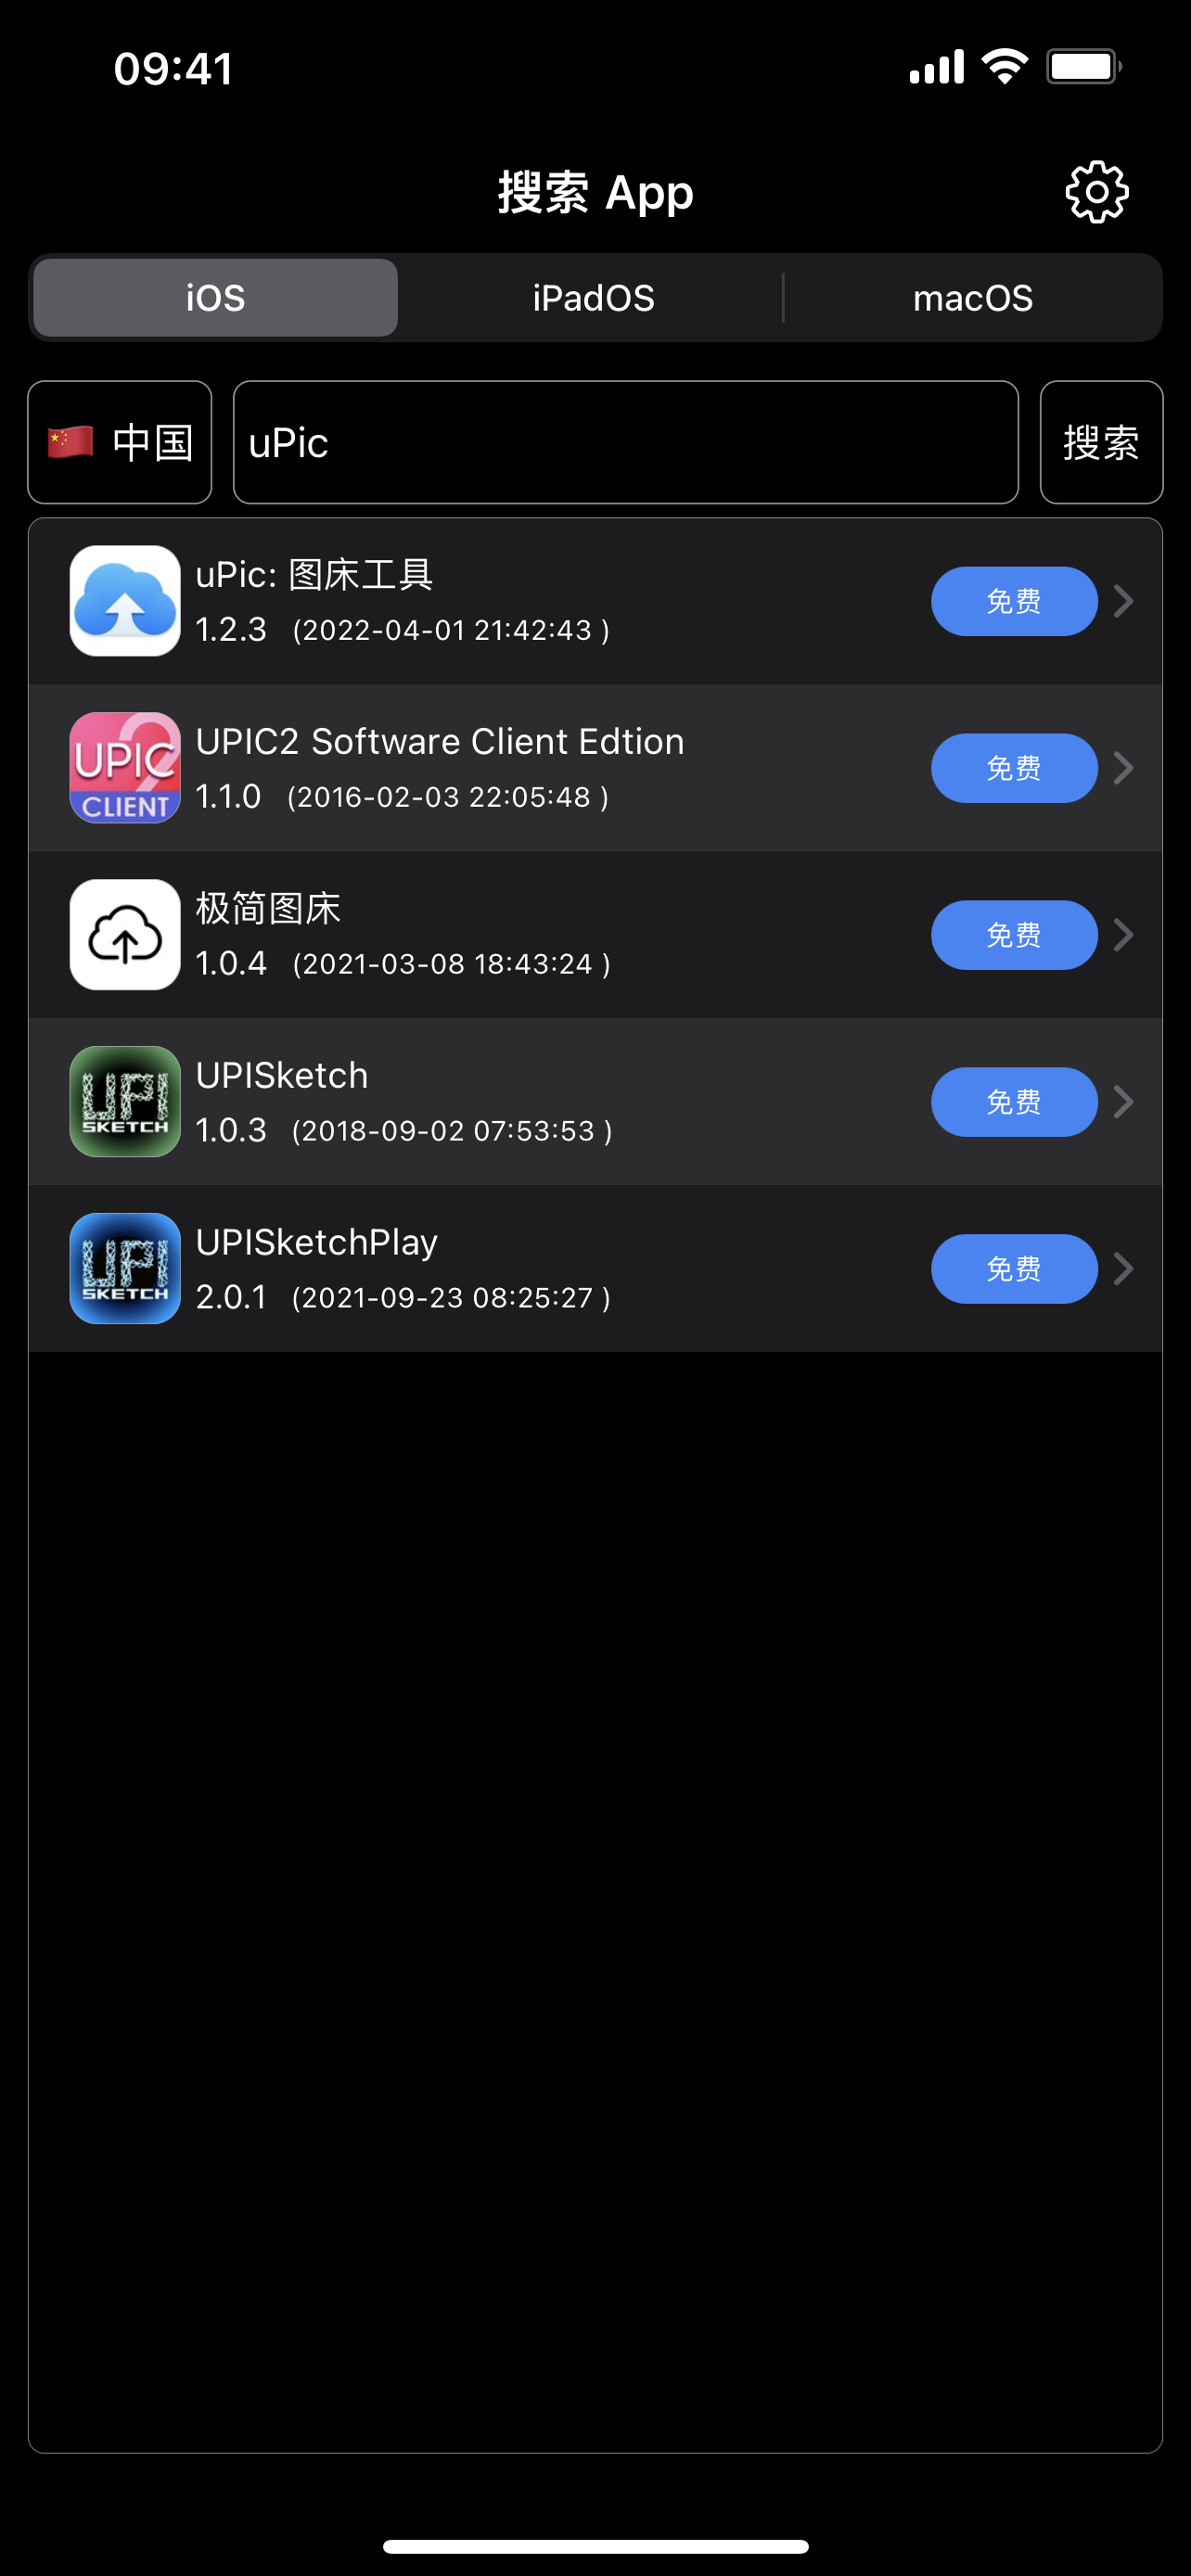 09:41
搜索 App
iOS
iPadOS
macOS
🇨🇳 中国
uPic
搜索
uPic: 图床工具
1.2.3 (2022-04-01 21:42:43 )
免费
UPIC2
CLIENT
UPIC2 Software Client Edtion
1.1.0 (2016-02-03 22:05:48 )
免费
极简图床
1.0.4 (2021-03-08 18:43:24 )
免费
UPI
SKETCH
UPISketch
1.0.3 (2018-09-02 07:53:53 )
免费
UPI
SKETCH
UPISketchPlay
2.0.1 (2021-09-23 08:25:27 )
免费